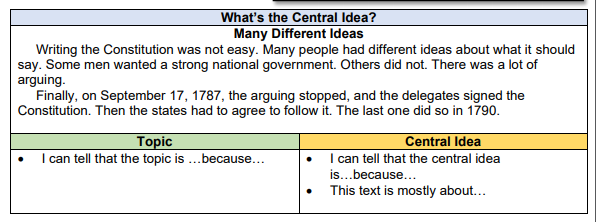 What's the Central Idea?
Many Different Ideas
Writing the Constitution was not easy. Many people had different ideas about what it should
say. Some men wanted a strong national government. Others did not. There was a lot of
arguing.
Finally, on September 17, 1787, the arguing stopped, and the delegates signed the
Constitution. Then the states had to agree to follow it. The last one did so in 1790.
Topic
• I can tell that the topic is …because…
Central Idea
• I can tell that the central idea
is…because…
• This text is mostly about…